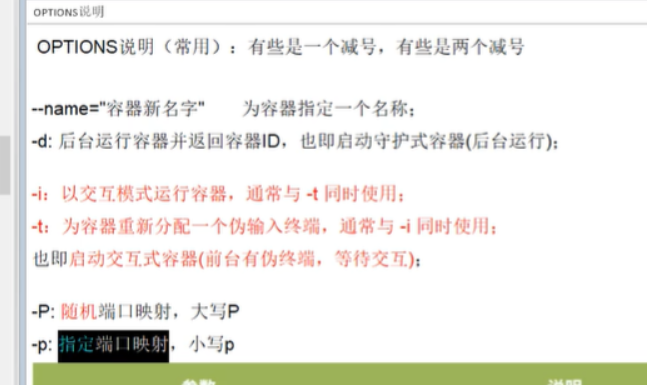 OPTIONS说明
OPTIONS说明（常用）：有些是一个减号，有些是两个减号
--name="容器新名字" 为容器指定一个名称；
-d: 后台运行容器并返回容器ID，也即启动守护式容器(后台运行)；
-i：以交互模式运行容器，通常与 -t 同时使用；
-t：为容器重新分配一个伪输入终端，通常与 -i 同时使用；
也即启动交互式容器(前台有伪终端，等待交互)；
-P: 随机端口映射，大写P
-p: 指定端口映射，小写p
参数 说明